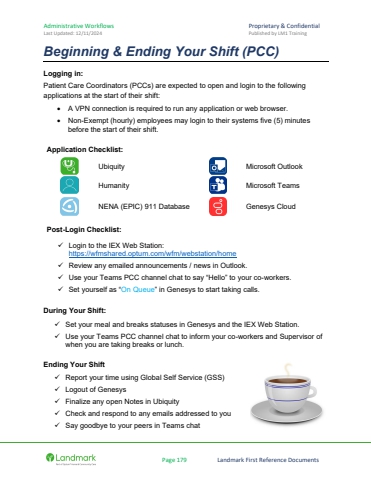 Administrative Workflows
Proprietary & Confidential
Last Updated: 12/11/2024
Published by LM1 Training
Beginning & Ending Your Shift (PCC)
Logging in:
Patient Care Coordinators (PCCs) are expected to open and login to the following
applications at the start of their shift:
• A VPN connection is required to run any application or web browser.
• Non-Exempt (hourly) employees may login to their systems five (5) minutes
before the start of their shift.
Application Checklist:
Ubiquity
Microsoft Outlook
Humanity
Microsoft Teams
NENA (EPIC) 911 Database
Genesys Cloud
Post-Login Checklist:
✓ Login to the IEX Web Station:
https://wfmshared.optum.com/wfm/webstation/home
✓ Review any emailed announcements / news in Outlook.
✓ Use your Teams PCC channel chat to say “Hello” to your co-workers.
✓ Set yourself as “On Queue” in Genesys to start taking calls.
During Your Shift:
✓ Set your meal and breaks statuses in Genesys and the IEX Web Station.
✓ Use your Teams PCC channel chat to inform your co-workers and Supervisor of
when you are taking breaks or lunch.
Ending Your Shift
✓ Report your time using Global Self Service (GSS)
✓ Logout of Genesys
✓ Finalize any open Notes in Ubiquity
✓ Check and respond to any emails addressed to you
✓ Say goodbye to your peers in Teams chat
Landmark
Page 179
Landmark First Reference Documents